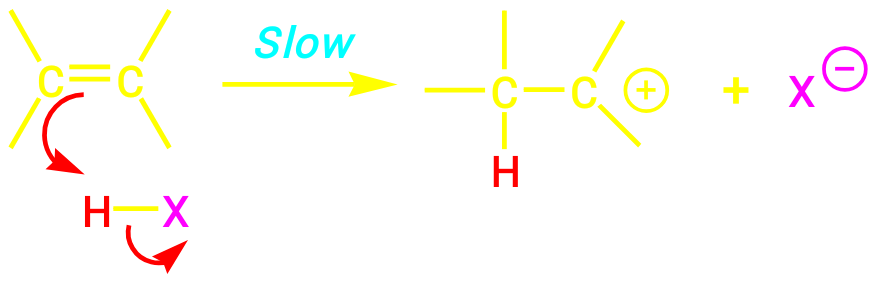 Slow
C=C
C C ⊕ + X ⊖
H
H X